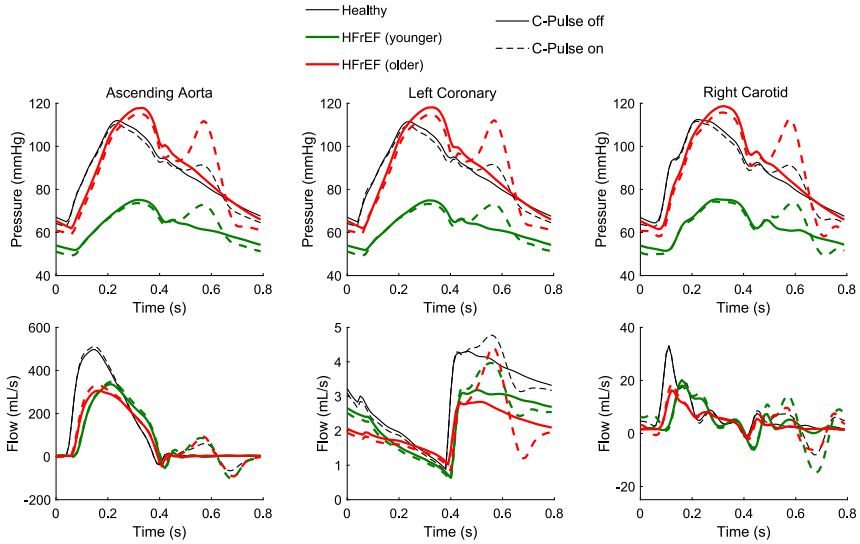 Healthy
HFrEF (younger)
HFrEF (older)
C-Pulse off
C-Pulse on
Ascending Aorta
Left Coronary
Right Carotid
120
100
80
60
40
Pressure (mmHg)
0 0.2 0.4 0.6 0.8
Time (s)
120
100
80
60
40
Pressure (mmHg)
0 0.2 0.4 0.6 0.8
Time (s)
120
100
80
60
40
Pressure (mmHg)
0 0.2 0.4 0.6 0.8
Time (s)
600
400
200
0
-200
Flow (mL/s)
0 0.2 0.4 0.6 0.8
Time (s)
5
4
3
2
1
0
Flow (mL/s)
0 0.2 0.4 0.6 0.8
Time (s)
40
20
0
-20
Flow (mL/s)
0 0.2 0.4 0.6 0.8
Time (s)